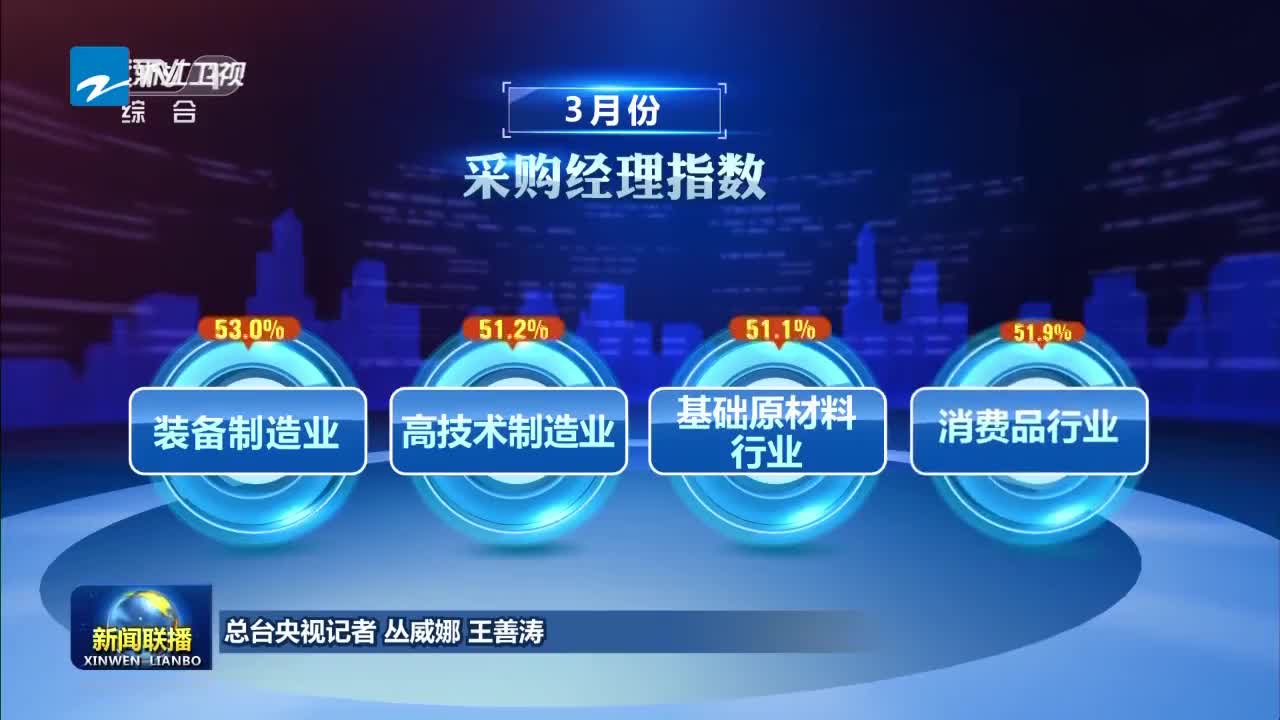 卫视
综合
3月份
采购经理指数
53.0%
51.2%
51.1%
51.9%
装备制造业
高技术制造业
基础原材料
行业
消费品行业
新闻联播
XINWEN LIANBO
总台央视记者 丛威娜 王善涛